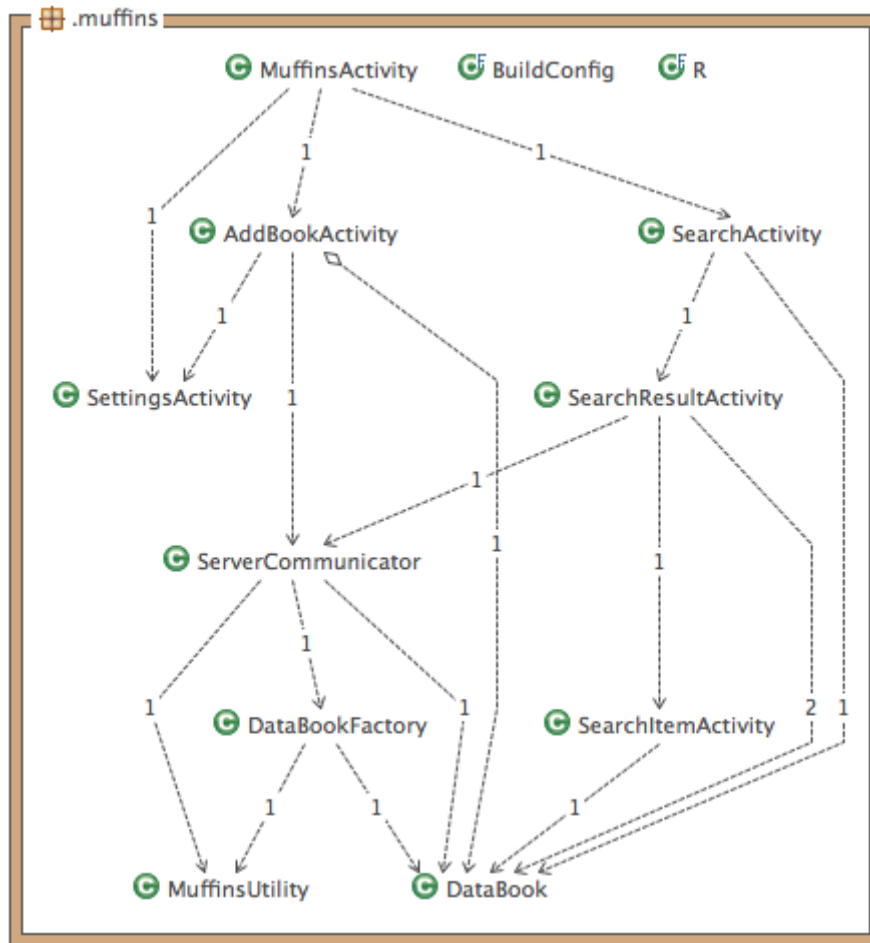 .muffins
MuffinsActivity BuildConfig R
1 1 1
AddBookActivity SearchActivity
1 1
SettingsActivity 1 SearchResultActivity
1
1
ServerCommunicator 1
1
1 1 2 1
DataBookFactory SearchItemActivity
1 1 1
MuffinsUtility DataBook
C
F
C
F
C
C
C
C
C
C
C
C
C
C